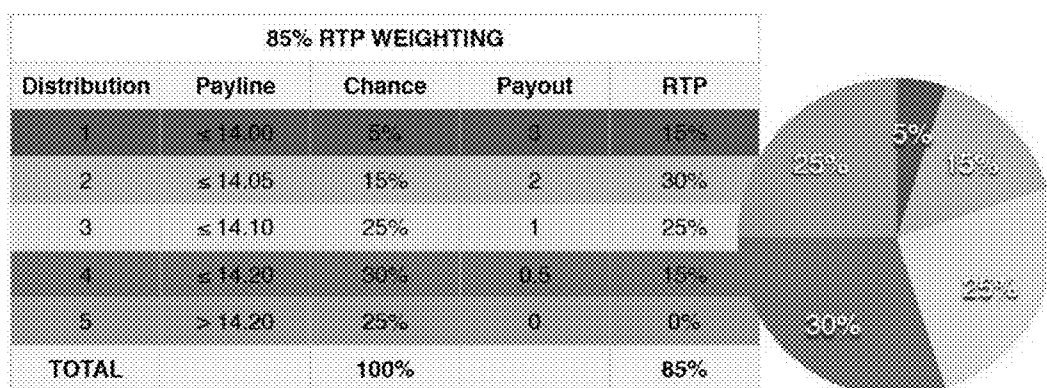 85% RTP WEIGHTING
Distribution Payline Chance Payout RTP
1 ≤ 14.00 5% 3 15%
2 ≤ 14.05 15% 2 30%
3 ≤ 14.10 25% 1 25%
4 ≤ 14.20 30% 0.5 15%
5 > 14.20 25% 0 0%
TOTAL 100% 85%
5%
25% 15%
25%
30%